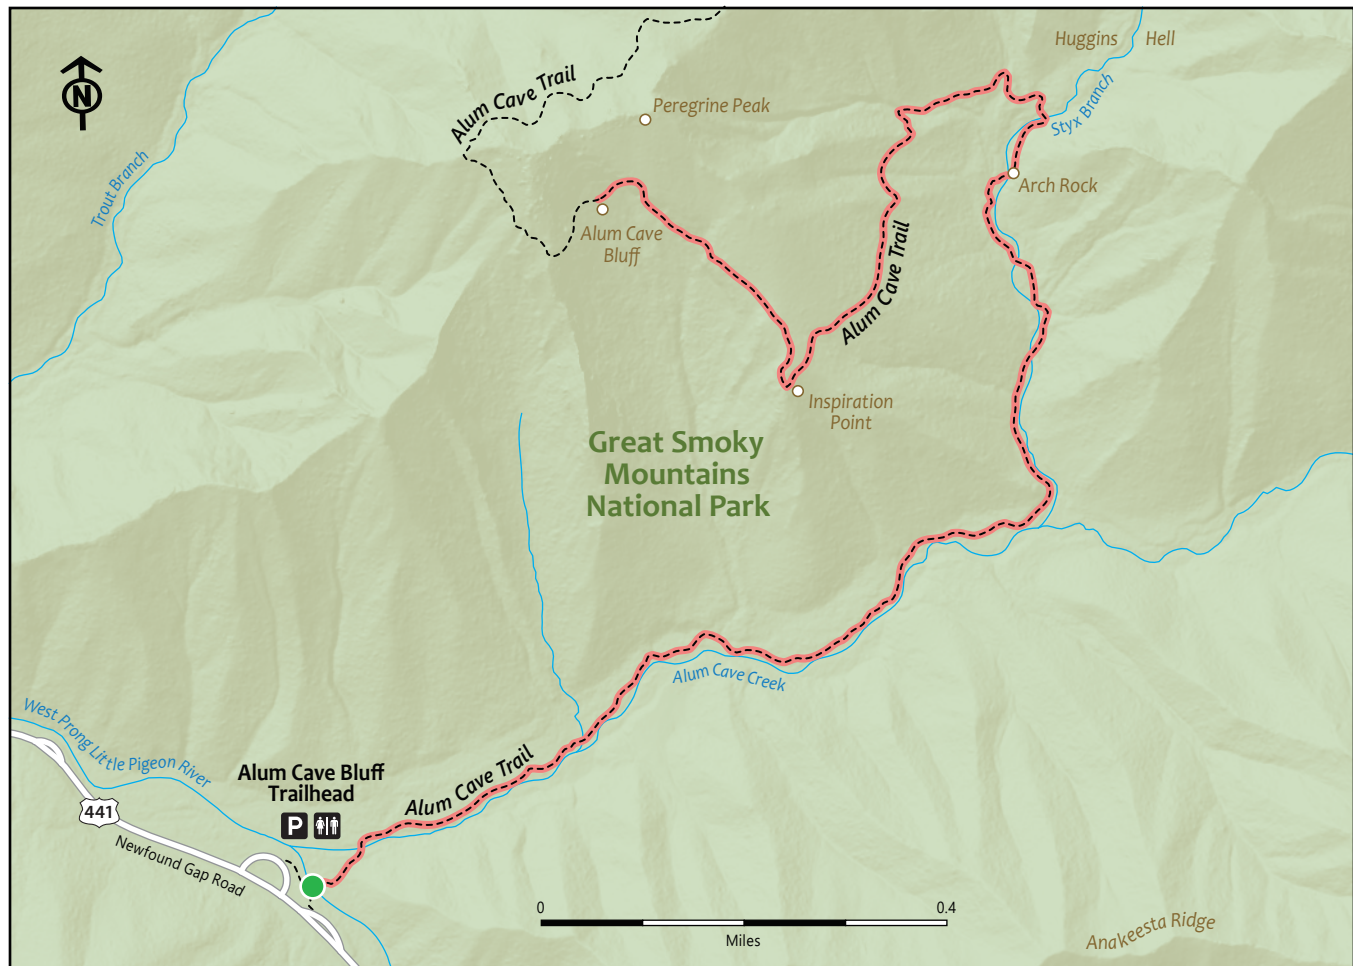 Huggins Hell
N
Alum Cave Trail
Peregrine Peak
Styx Branch
Trout Branch
Arch Rock
Alum Cave
Bluff
Alum Cave Trail
Inspiration
Point
Great Smoky
Mountains
National Park
Alum Cave Creek
West Prong Little Pigeon River
Alum Cave Bluff
Trailhead
P
Alum Cave Trail
441
Newfound Gap Road
0 0.4
Miles
Anakeesta Ridge